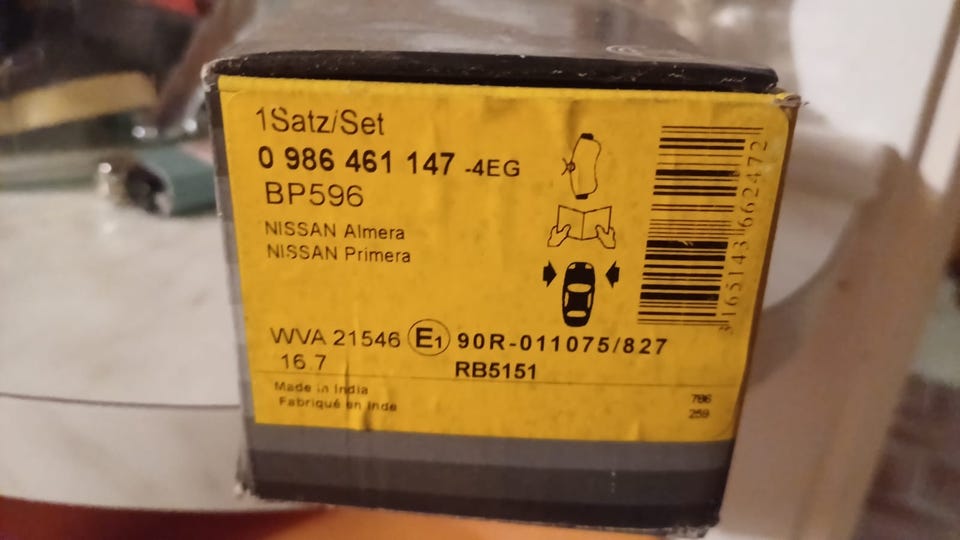 1Satz/Set
0 986 461 147 -4EG
BP596
NISSAN Almera
NISSAN Primera
WVA 21546 E1 90R-011075/827
16.7
RB5151
Made in India
Fabriqué en Inde
786
259
3165143662472